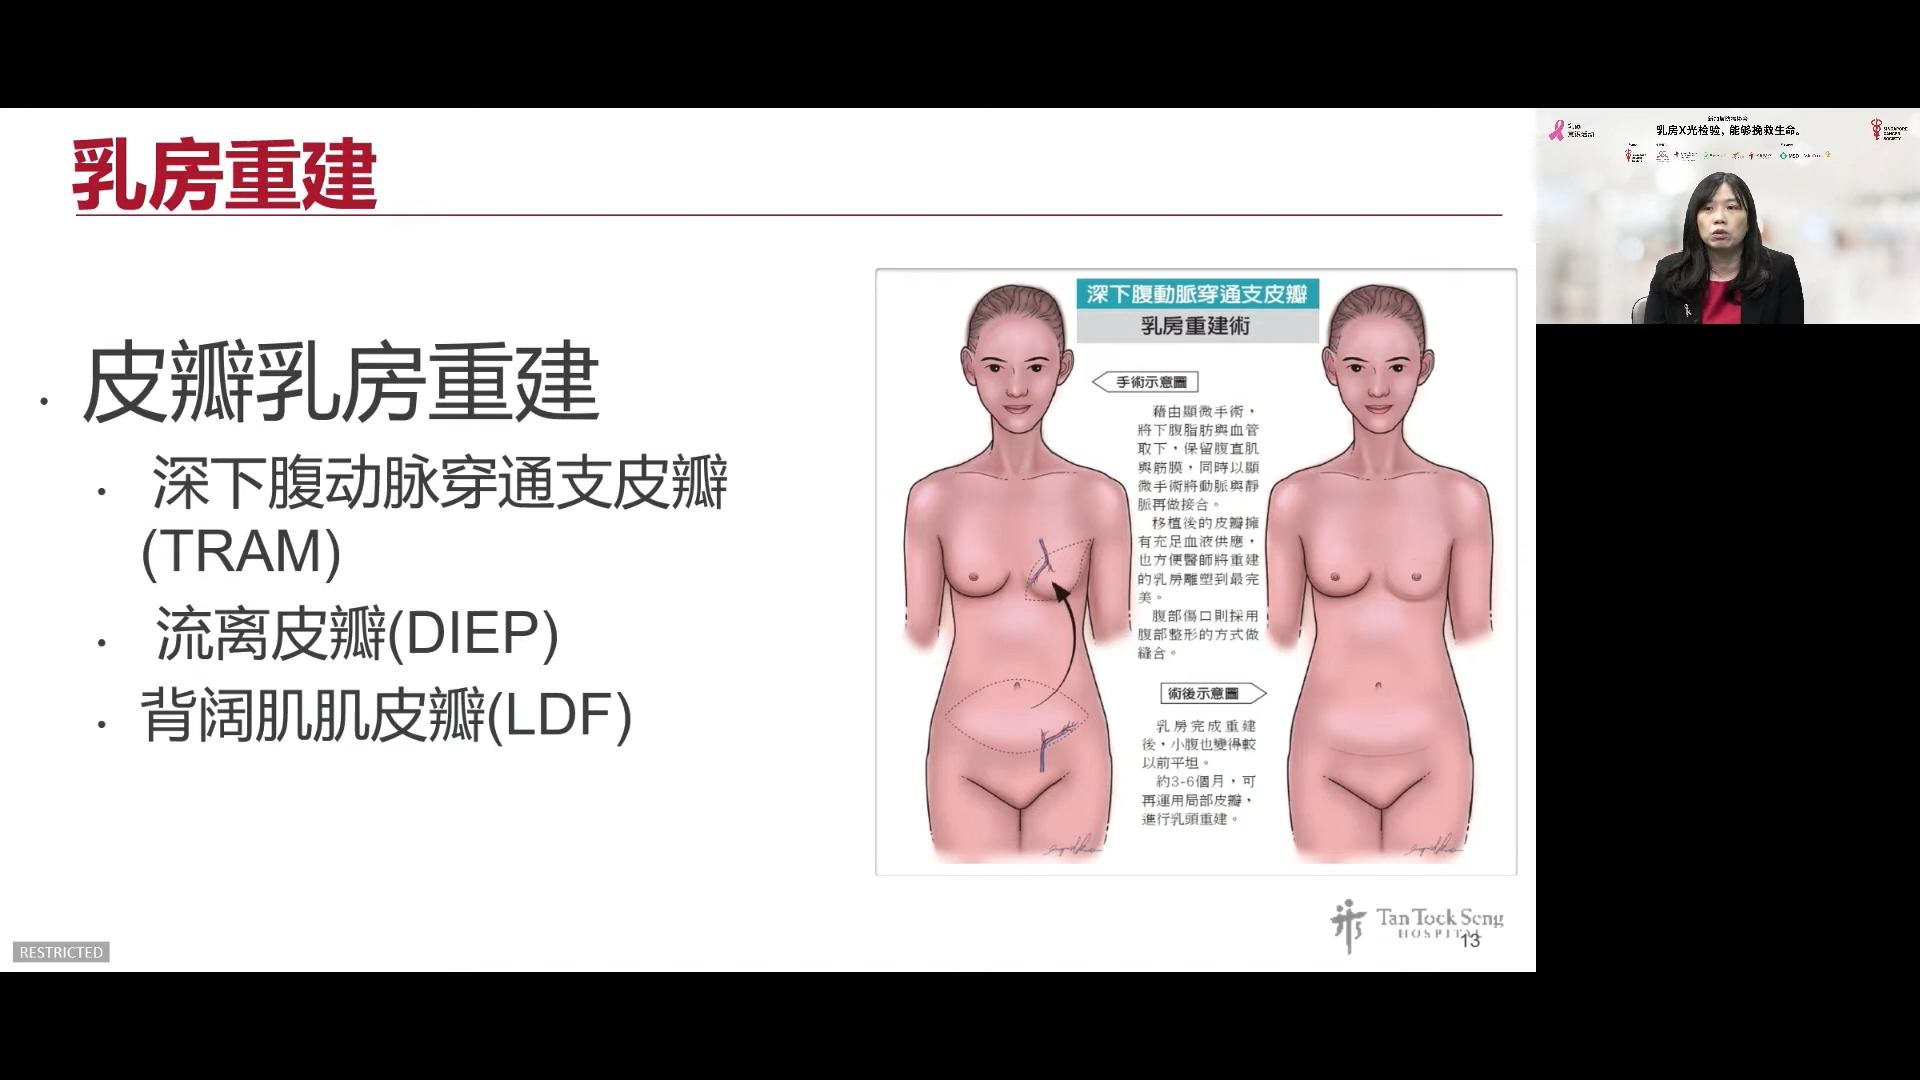 乳房重建
皮瓣乳房重建
深下腹动脉穿通支皮瓣
(TRAM)
流离皮瓣(DIEP)
背阔肌肌皮瓣(LDF)
深下腹動脈穿通支皮瓣
乳房重建術
手術示意圖
藉由顯微手術，
將下腹脂肪與血管
取下，保留腹直肌
與筋膜，同時以顯
微手術將動脈與靜
脈再做接合。
移植後的皮瓣擁
有充足血液供應，
也方便醫師將重建
的乳房雕塑到最完
美。
腹部傷口則採用
腹部整形的方式做
縫合。
術後示意圖
乳房完成重建
後，小腹也變得較
以前平坦。
約3-6個月，可
再運用局部皮瓣，
進行乳頭重建。
Tan Tock Seng
HOSPITAL
13
RESTRICTED
乳房X光检验，能够挽救生命。
SINGAPORE
CANCER
SOCIETY
MSD